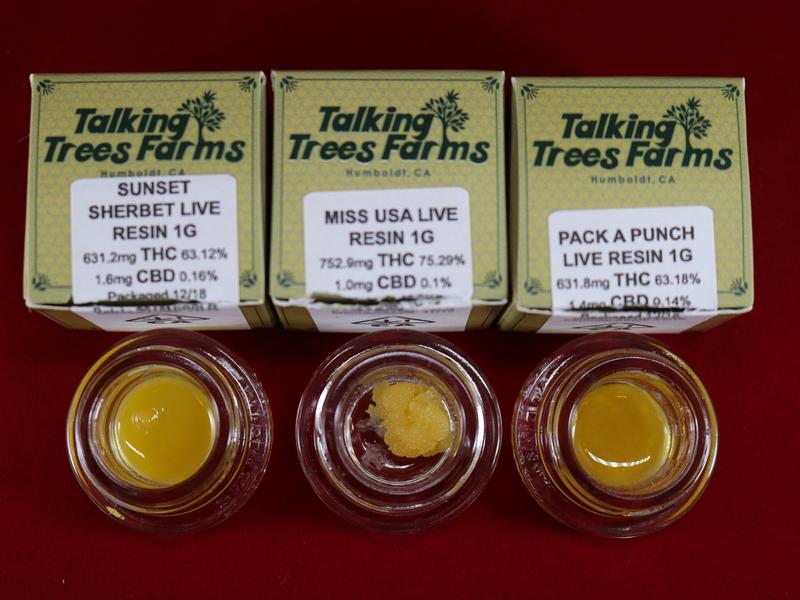 Talking
Trees Farms
Humboldt, CA
SUNSET
SHERBET LIVE
RESIN 1G
631.2mg THC 63.12%
1.6mg CBD 0.16%
Packaged 12/18
Talking
Trees Farms
Humboldt, CA
MISS USA LIVE
RESIN 1G
752.9mg THC 75.29%
1.0mg CBD 0.1%
Talking
Trees Farms
Humboldt, CA
PACK A PUNCH
LIVE RESIN 1G
631.8mg THC 63.18%
1.4mg CBD 0.14%